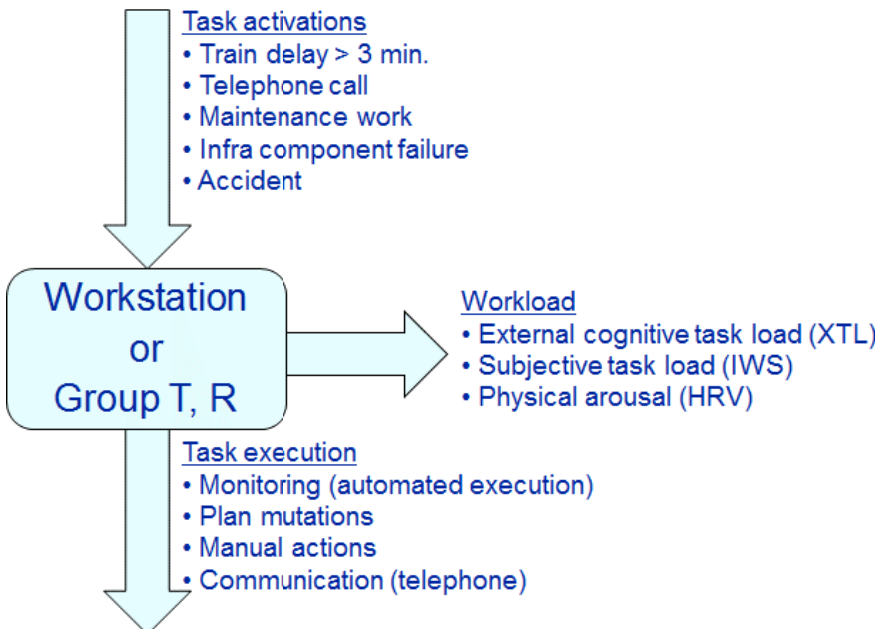 Task activations
• Train delay > 3 min.
• Telephone call
• Maintenance work
• Infra component failure
• Accident
Workstation
or
Group T, R
Workload
• External cognitive task load (XTL)
• Subjective task load (IWS)
• Physical arousal (HRV)
Task execution
• Monitoring (automated execution)
• Plan mutations
• Manual actions
• Communication (telephone)